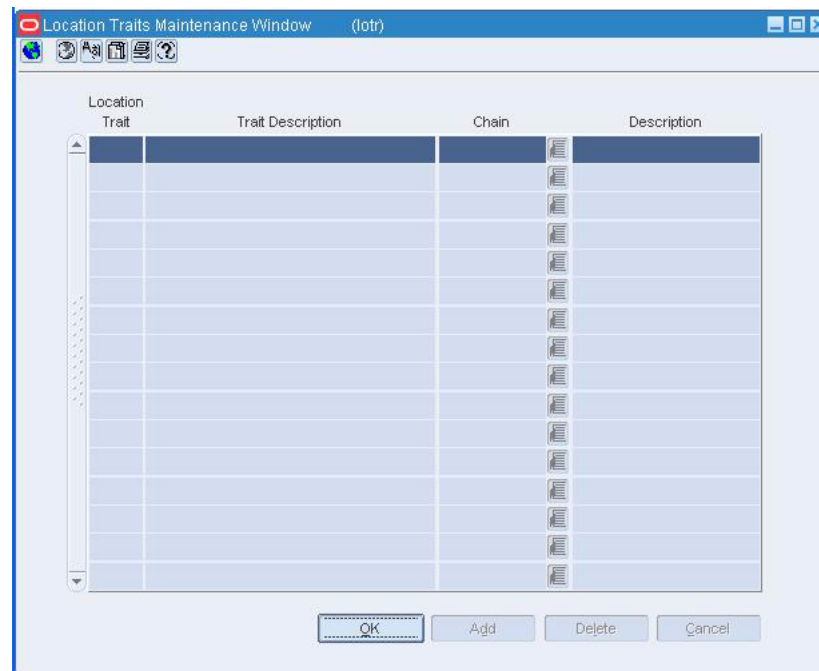 Location Traits Maintenance Window (lotr)
Location
Trait Trait Description Chain Description
OK Add Delete Cancel